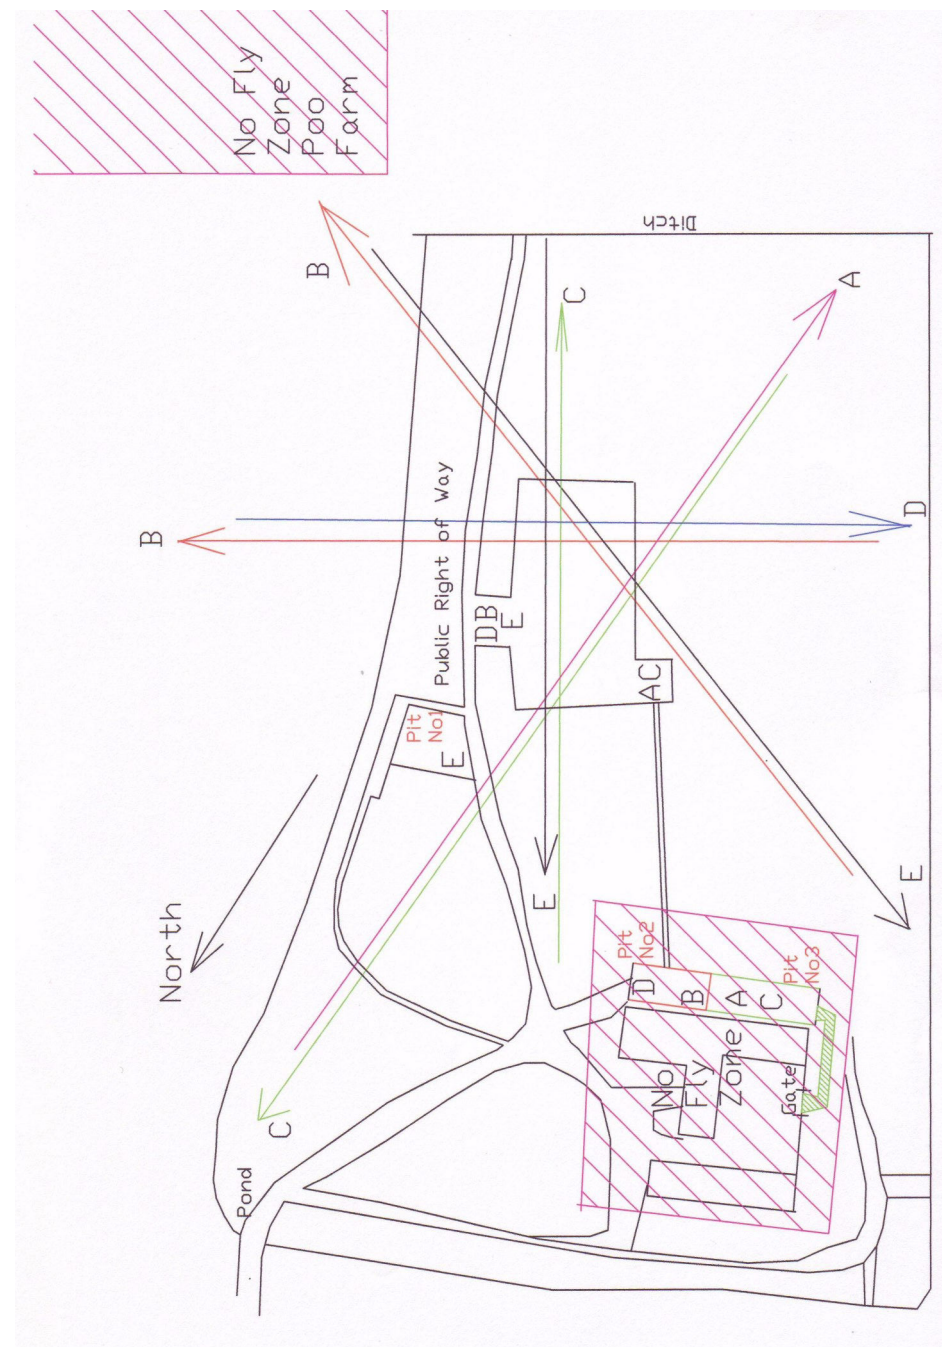 No Fly
Zone
Poo
Farm
Ditch
B
A
C
B
D
Public Right of Way
DB
E
AC
Pit
No1
E
E
E
North
Pit
No2
D
B
A
C
Pit
No3
No
Fly
Zone
Gate
C
Pond